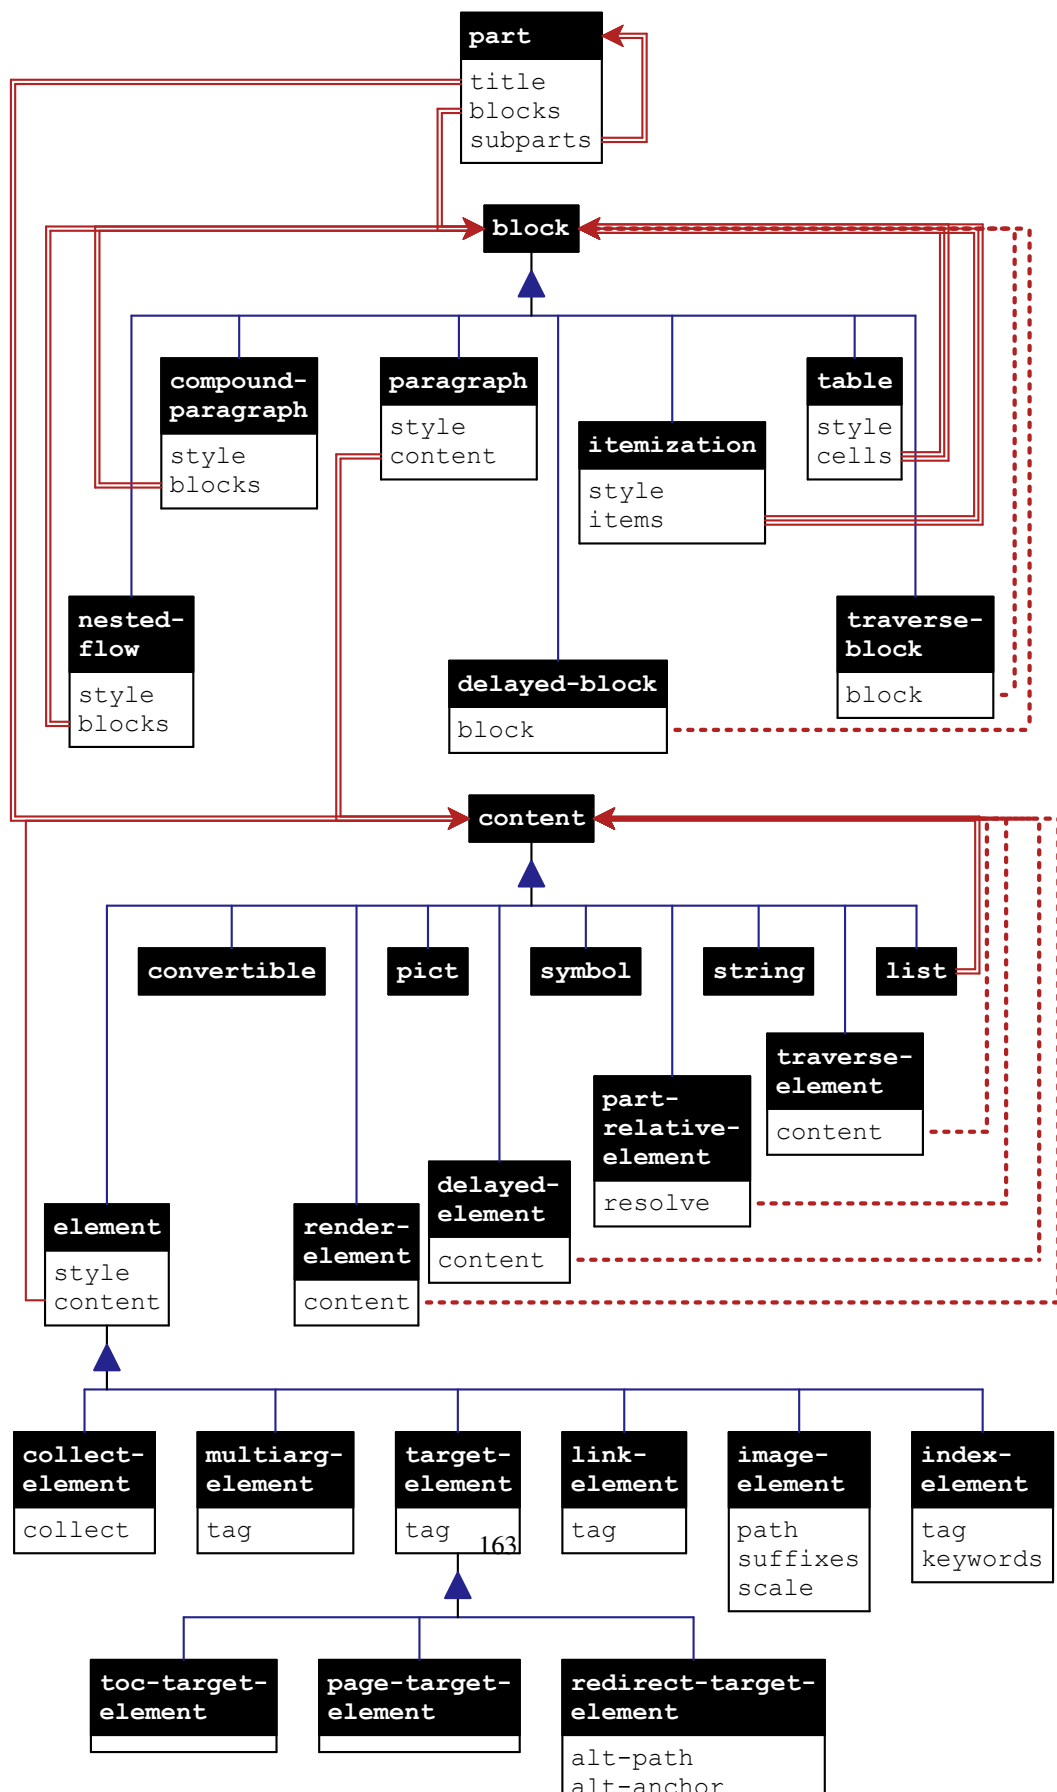 part
title
blocks
subparts
block
compound-
paragraph
style
blocks
paragraph
style
content
itemization
style
items
table
style
cells
nested-
flow
style
blocks
delayed-block
block
traverse-
block
block
content
convertible
pict
symbol
string
list
traverse-
element
content
part-
relative-
element
resolve
delayed-
element
content
element
style
content
render-
element
content
collect-
element
collect
multiarg-
element
tag
target-
element
tag
163
link-
element
tag
image-
element
path
suffixes
scale
index-
element
tag
keywords
toc-target-
element
page-target-
element
redirect-target-
element
alt-path
alt-anchor